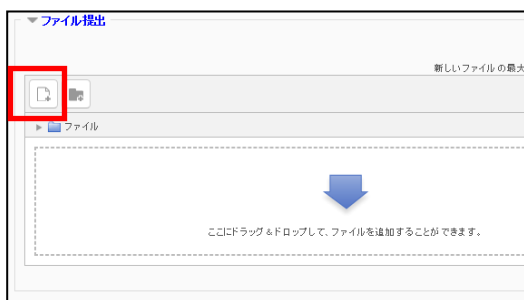 ファイル提出
新しいファイルの最大
ファイル
ここにドラッグ&ドロップして、ファイルを追加することができます。